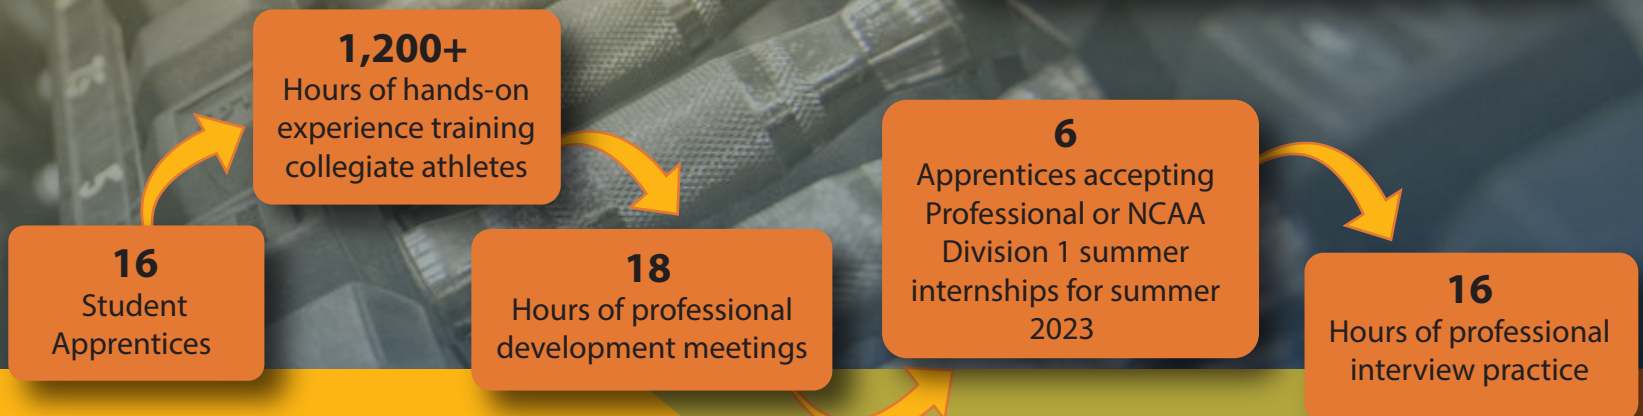 16
Student
Apprentices
1,200+
Hours of hands-on
experience training
collegiate athletes
18
Hours of professional
development meetings
6
Apprentices accepting
Professional or NCAA
Division 1 summer
internships for summer
2023
16
Hours of professional
interview practice